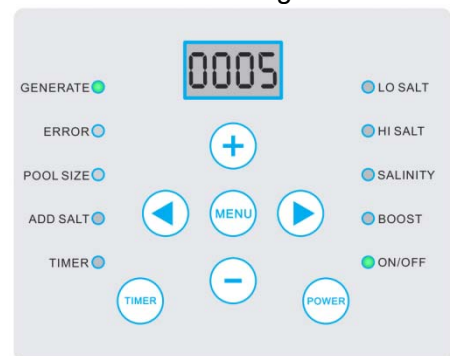 0005
GENERATE
ERROR
POOL SIZE
ADD SALT
TIMER
LO SALT
HI SALT
SALINITY
BOOST
ON/OFF
+
MENU
-
TIMER
POWER